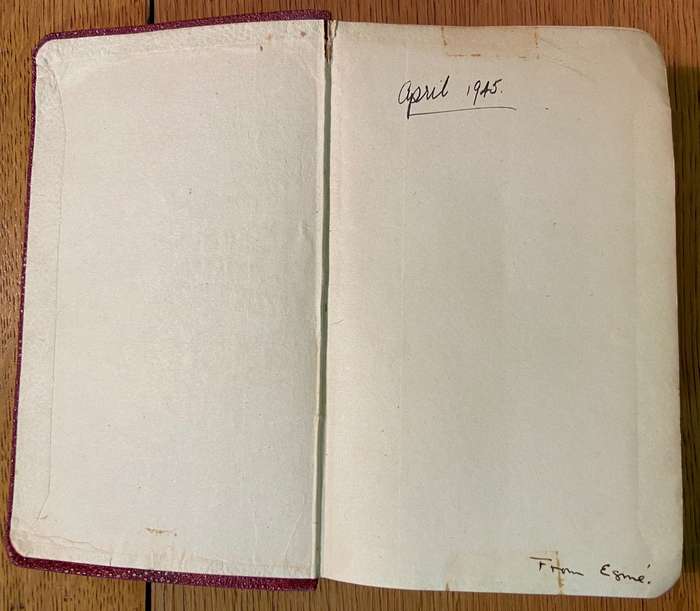 April 1945.
From Esmé.